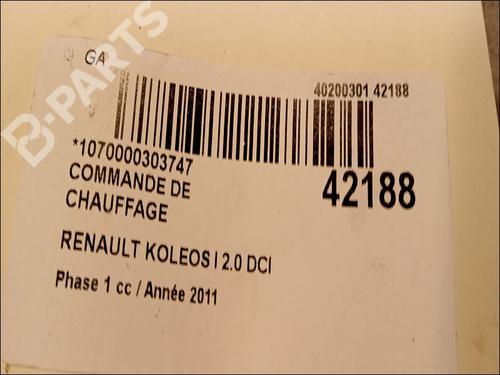 B-PARTS
GA
40200301 42188
*1070000303747
42188
COMMANDE DE
CHAUFFAGE
RENAULT KOLEOS I 2.0 DCI
Phase 1 cc / Année 2011